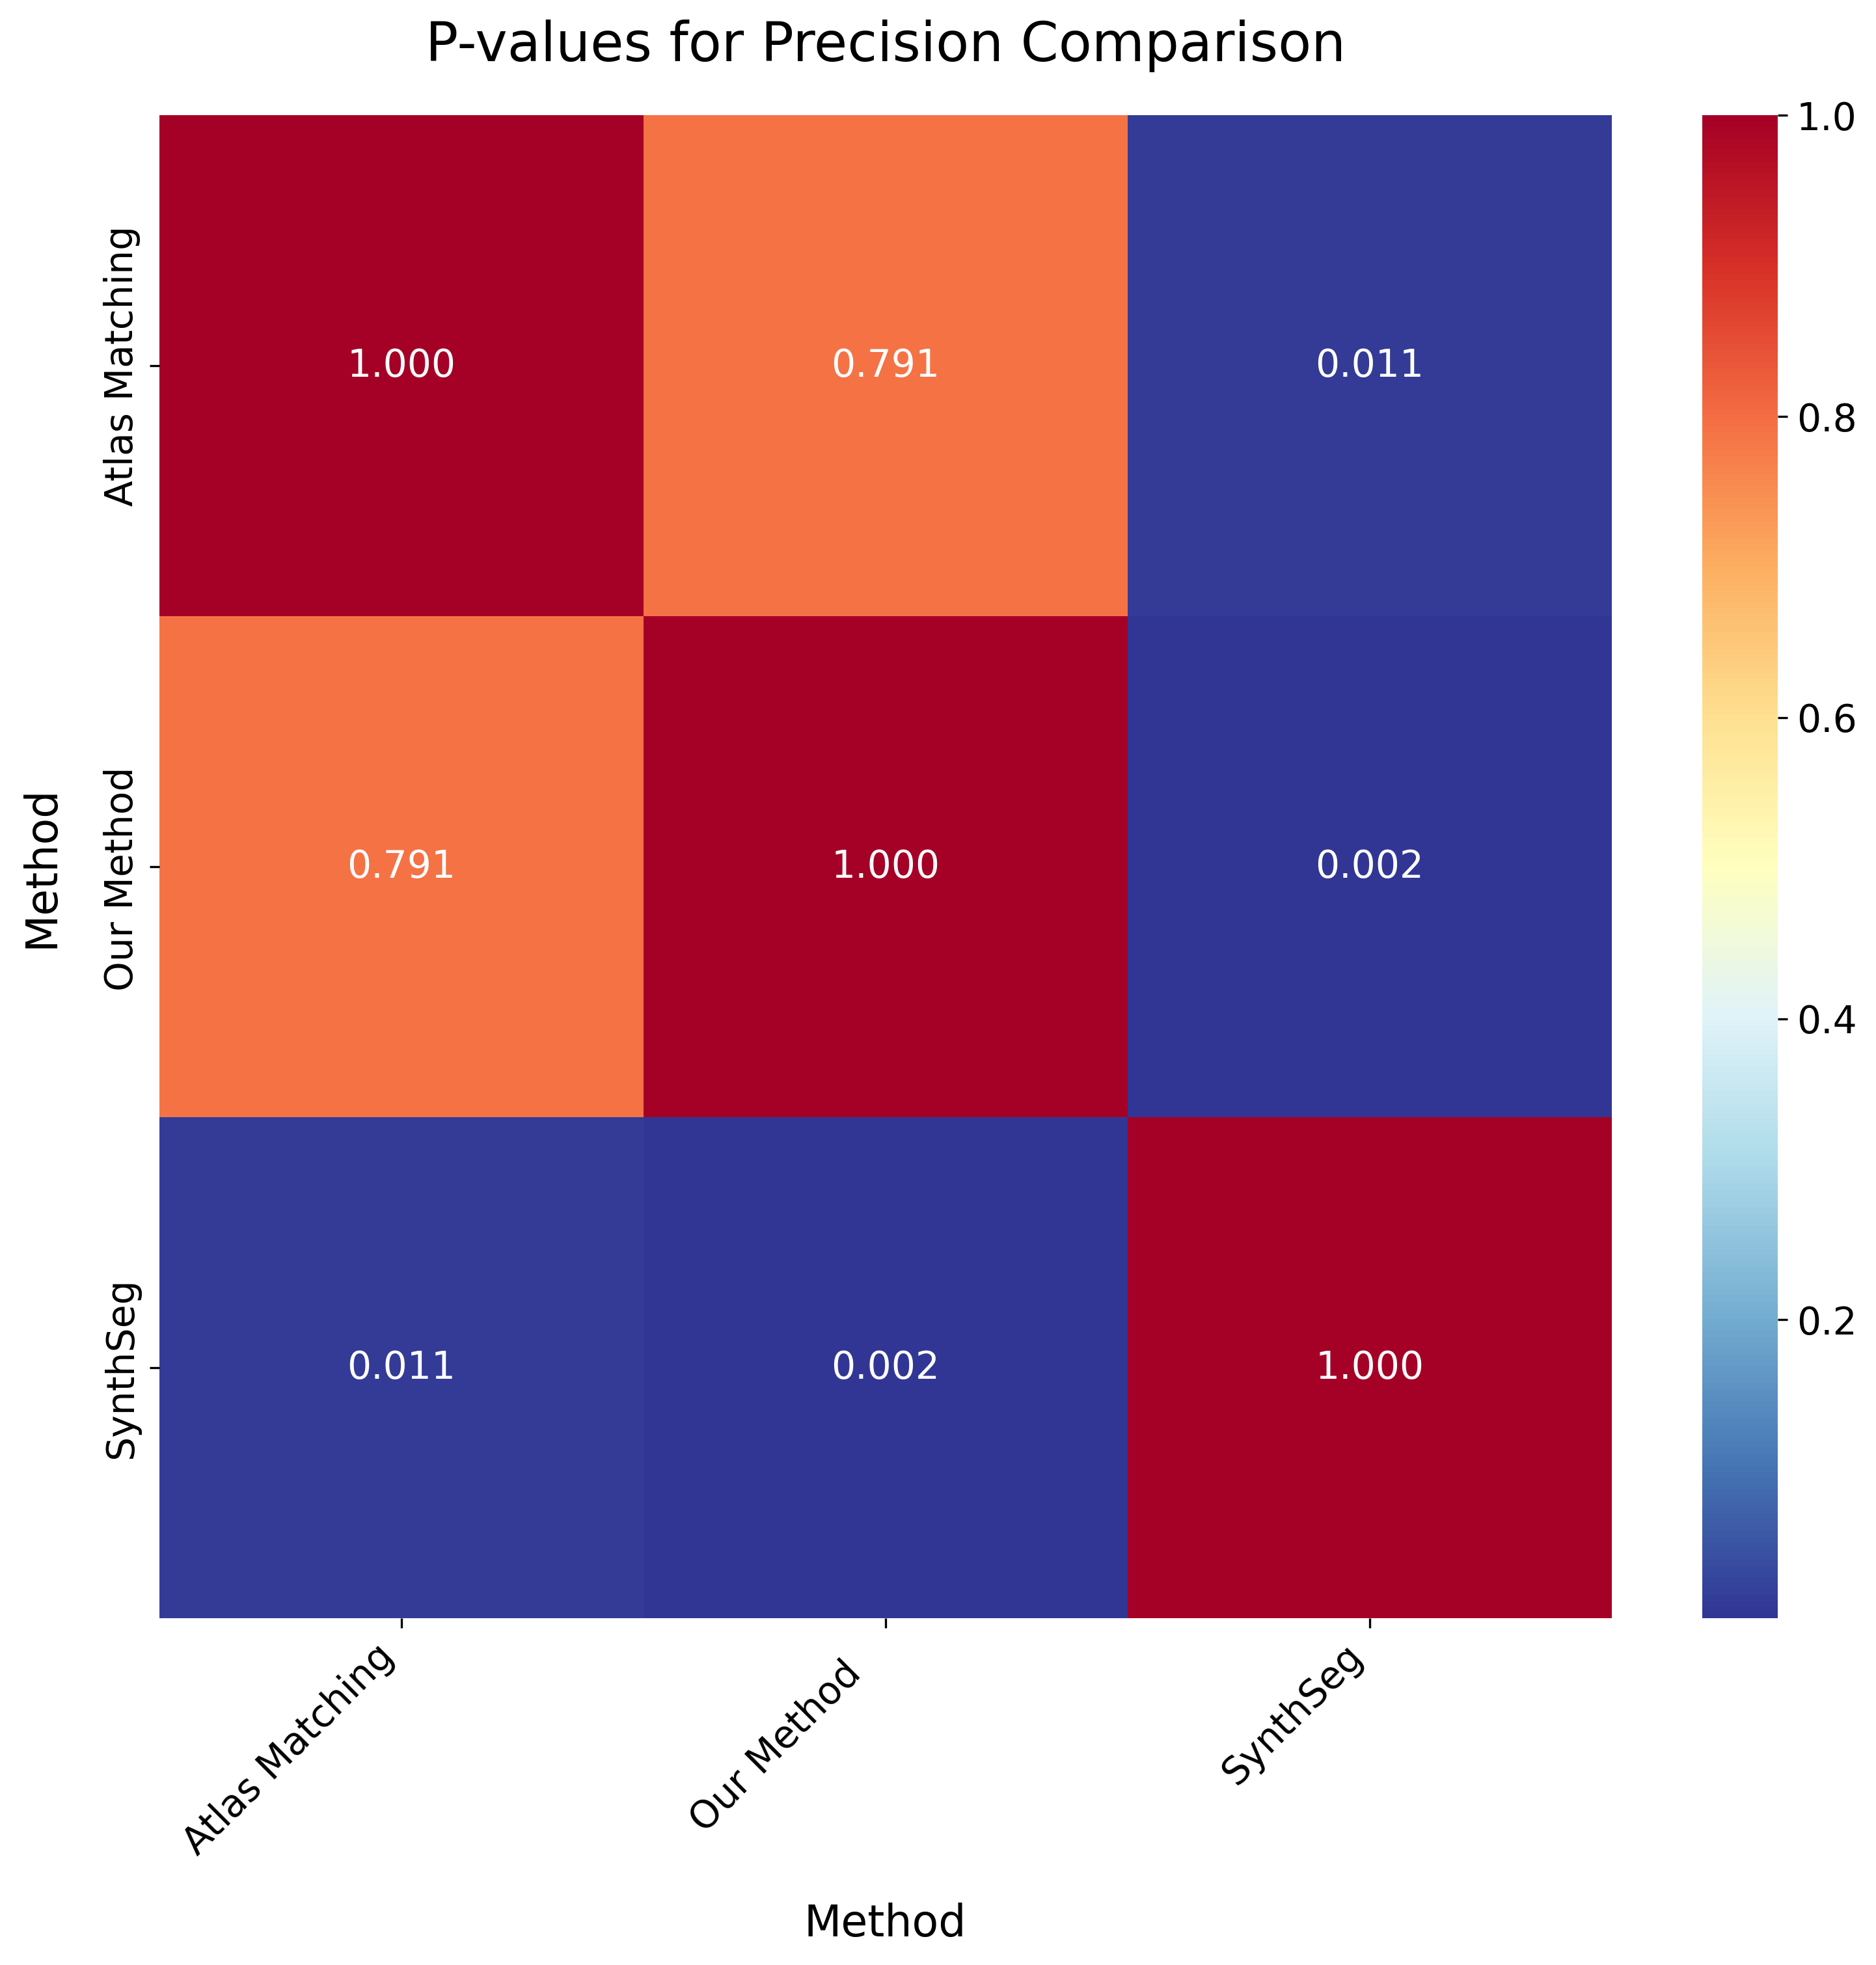 P-values for Precision Comparison
Method
Atlas Matching
1.000 0.791 0.011
Our Method
0.791 1.000 0.002
SynthSeg
0.011 0.002 1.000
Atlas Matching
Our Method
SynthSeg
Method
1.0
0.8
0.6
0.4
0.2